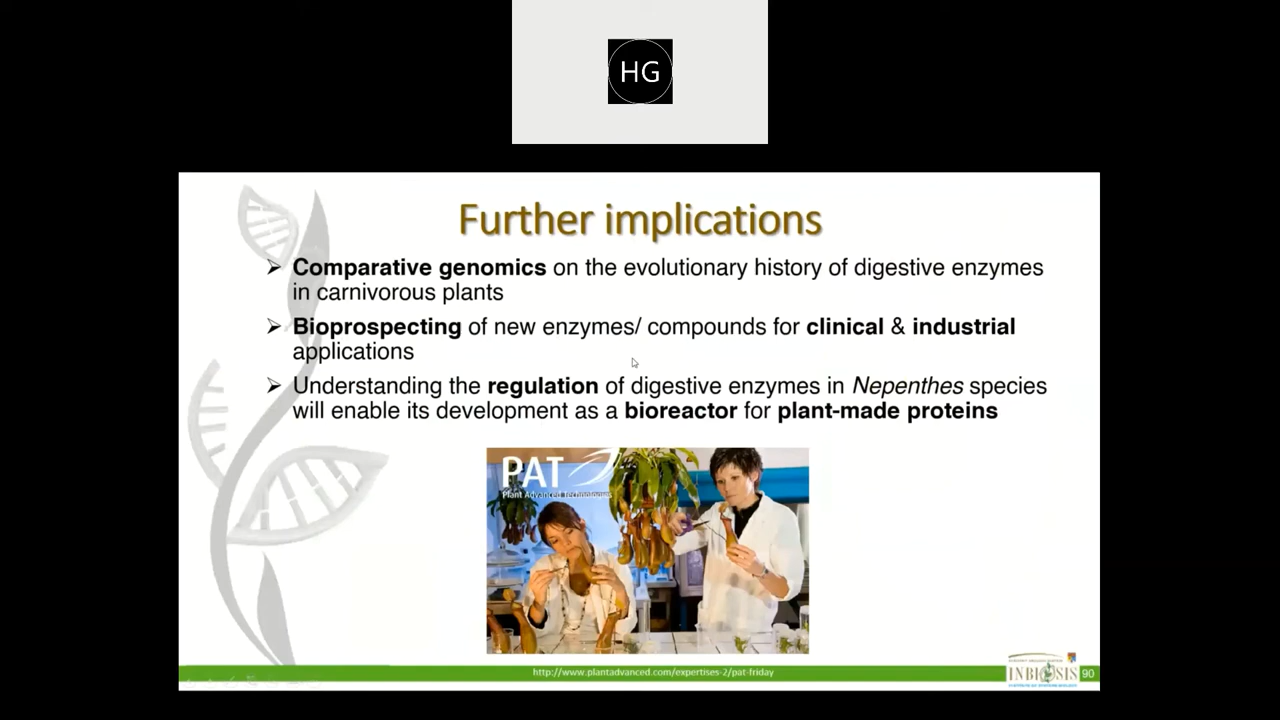 HG
Further implications
➢ Comparative genomics on the evolutionary history of digestive enzymes
in carnivorous plants
➢ Bioprospecting of new enzymes/ compounds for clinical & industrial
applications
➢ Understanding the regulation of digestive enzymes in Nepenthes species
will enable its development as a bioreactor for plant-made proteins
PAT
Plant Advanced Technologies
http://www.plantadvanced.com/expertises-2/pat-friday
INBIOSIS
90